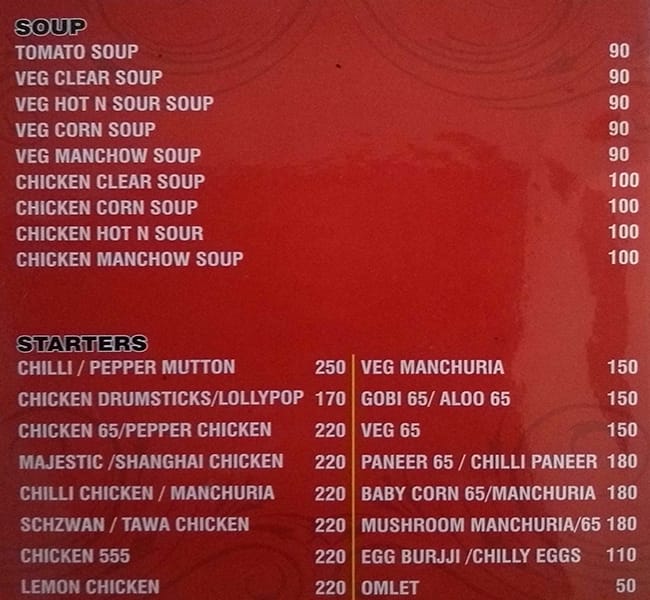 SOUP
TOMATO SOUP 90
VEG CLEAR SOUP 90
VEG HOT N SOUR SOUP 90
VEG CORN SOUP 90
VEG MANCHOW SOUP 90
CHICKEN CLEAR SOUP 100
CHICKEN CORN SOUP 100
CHICKEN HOT N SOUR 100
CHICKEN MANCHOW SOUP 100
STARTERS
CHILLI / PEPPER MUTTON 250
CHICKEN DRUMSTICKS/LOLLYPOP 170
CHICKEN 65/PEPPER CHICKEN 220
MAJESTIC /SHANGHAI CHICKEN 220
CHILLI CHICKEN / MANCHURIA 220
SCHZWAN / TAWA CHICKEN 220
CHICKEN 555 220
LEMON CHICKEN 220
VEG MANCHURIA 150
GOBI 65/ ALOO 65 150
VEG 65 150
PANEER 65 / CHILLI PANEER 180
BABY CORN 65/MANCHURIA 180
MUSHROOM MANCHURIA/65 180
EGG BURJJI /CHILLY EGGS 110
OMLET 50